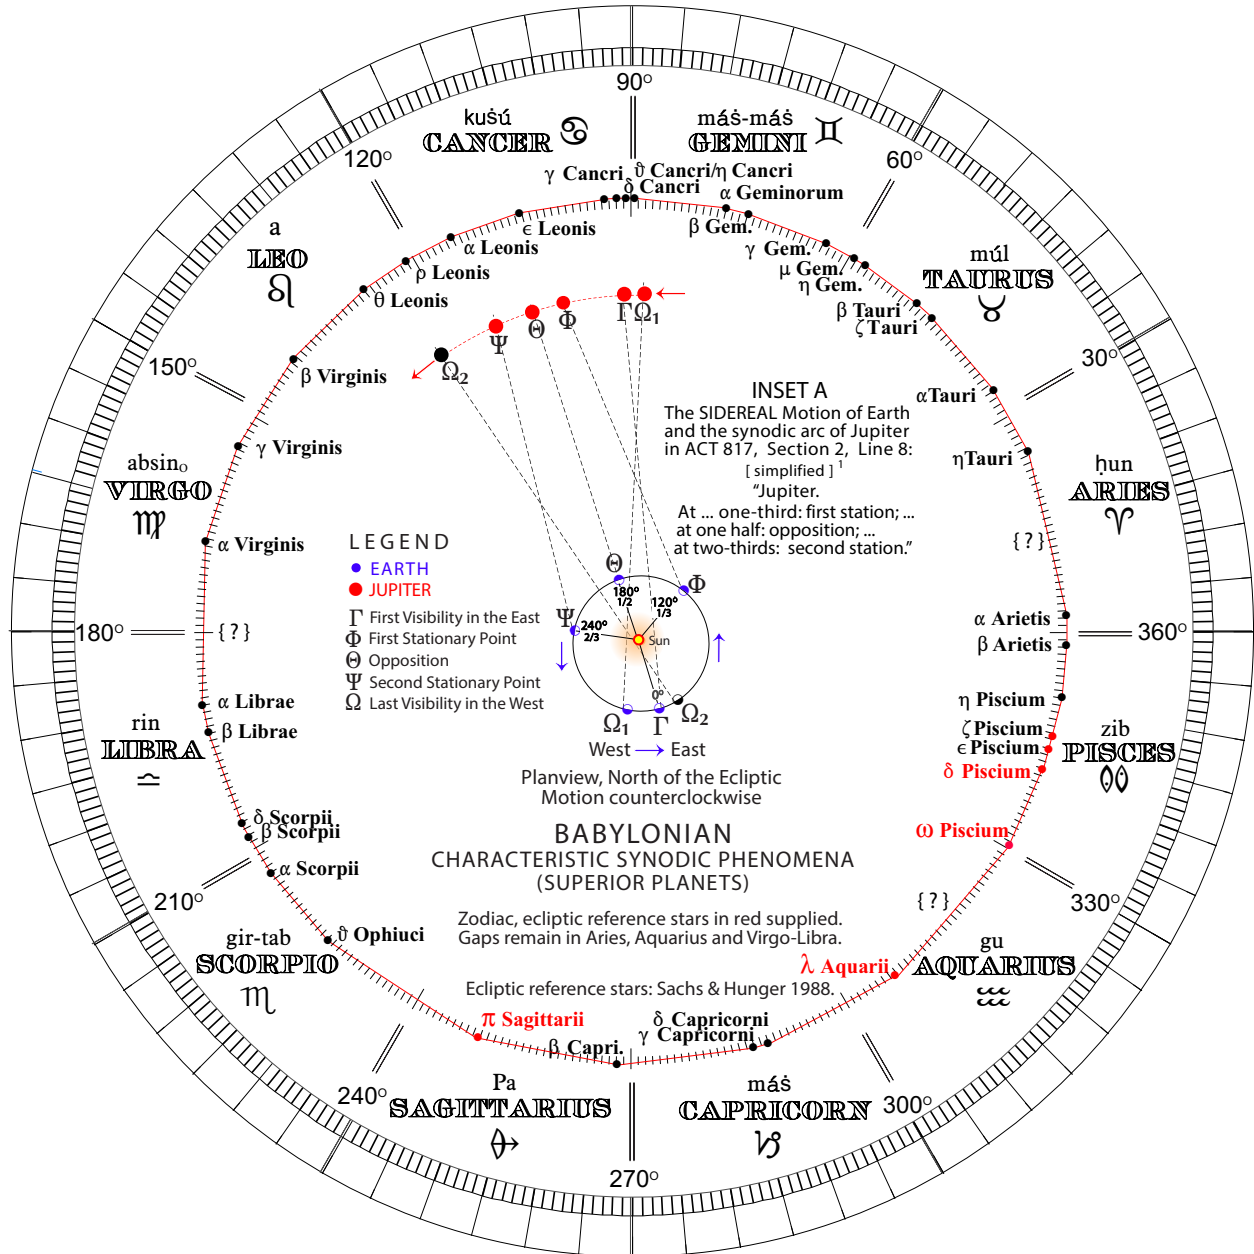 90°
kuṡú
CANCER ♋
máṡ-máṡ
GEMINI ♊
120°
60°
γ Cancri
ϑ Cancri/η Cancri
δ Cancri
α Geminorum
β Gem.
ϵ Leonis
α Leonis
ρ Leonis
θ Leonis
γ Gem.
μ Gem.
η Gem.
β Tauri
ζ Tauri
a
LEO
♌
múl
TAURUS
♉
Γ
Ω1
Φ
Θ
Ψ
Ω2
150°
30°
β Virginis
γ Virginis
α Virginis
αTauri
ηTauri
INSET A
The SIDEREAL Motion of Earth
and the synodic arc of Jupiter
in ACT 817, Section 2, Line 8:
[ simplified ] 1
“Jupiter.
At ... one-third: first station; ...
at one half: opposition; ...
at two-thirds: second station.”
absin₀
VIRGO
♍
ḥun
ARIES
♈
{?}
LEGEND
EARTH
JUPITER
Γ First Visibility in the East
Φ First Stationary Point
Θ Opposition
Ψ Second Stationary Point
Ω Last Visibility in the West
Θ
Φ
Ψ
180°
1/2
120°
1/3
240°
2/3
Sun
0°
Ω1
Γ
Ω2
West → East
Planview, North of the Ecliptic
Motion counterclockwise
180°
{?}
360°
α Arietis
β Arietis
η Piscium
ζ Piscium
ϵ Piscium
δ Piscium
ω Piscium
α Librae
β Librae
rin
LIBRA
♎
zib
PISCES
δ Scorpii
β Scorpii
α Scorpii
BABYLONIAN
CHARACTERISTIC SYNODIC PHENOMENA
(SUPERIOR PLANETS)
Zodiac, ecliptic reference stars in red supplied.
Gaps remain in Aries, Aquarius and Virgo-Libra.
Ecliptic reference stars: Sachs & Hunger 1988.
210°
330°
{?}
gir-tab
SCORPIO
♏
ϑ Ophiuci
λ Aquarii
gu
AQUARIUS
π Sagittarii
β Capri.
δ Capricorni
γ Capricorni
240°
300°
Pa
SAGITTARIUS
♐
máṡ
CAPRICORN
♑
270°